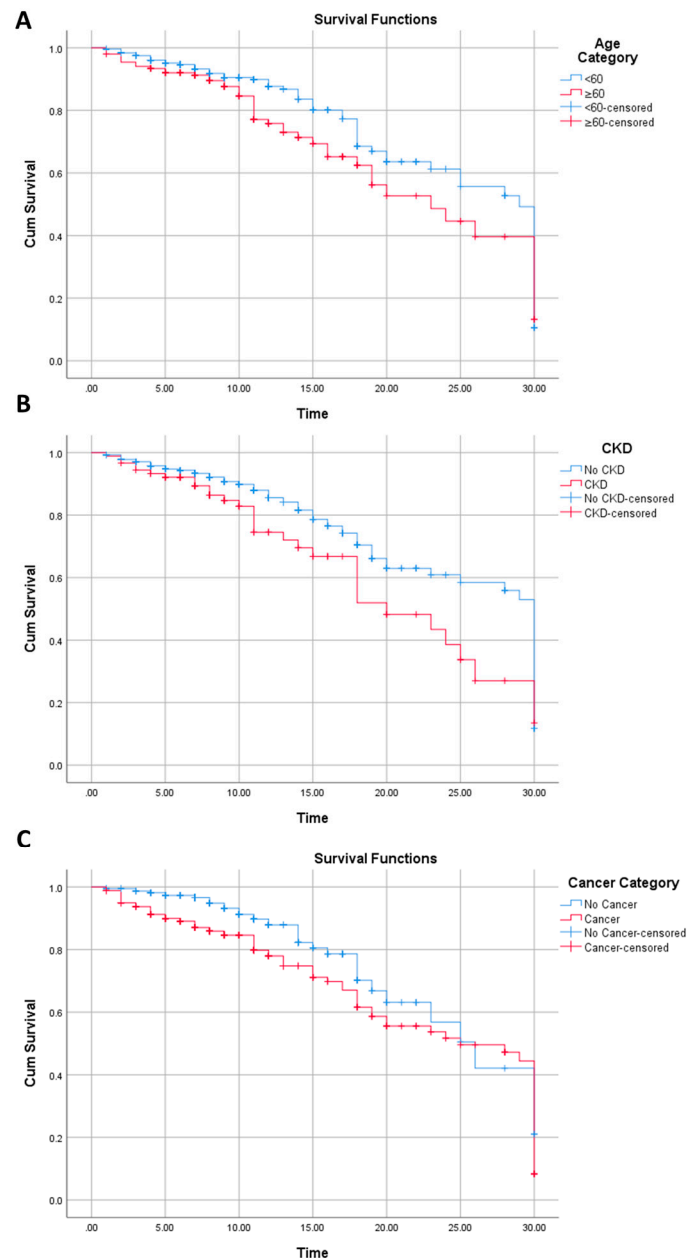 A
Survival Functions
Age
Category
<60
≥60
<60-censored
≥60-censored
Cum Survival
1.0
0.8
0.6
0.4
0.2
0.0
.00 5.00 10.00 15.00 20.00 25.00 30.00
Time
B
CKD
No CKD
CKD
No CKD-censored
CKD-censored
Cum Survival
1.0
0.8
0.6
0.4
0.2
0.0
.00 5.00 10.00 15.00 20.00 25.00 30.00
Time
C
Survival Functions
Cancer Category
No Cancer
Cancer
No Cancer-censored
Cancer-censored
Cum Survival
1.0
0.8
0.6
0.4
0.2
0.0
.00 5.00 10.00 15.00 20.00 25.00 30.00
Time